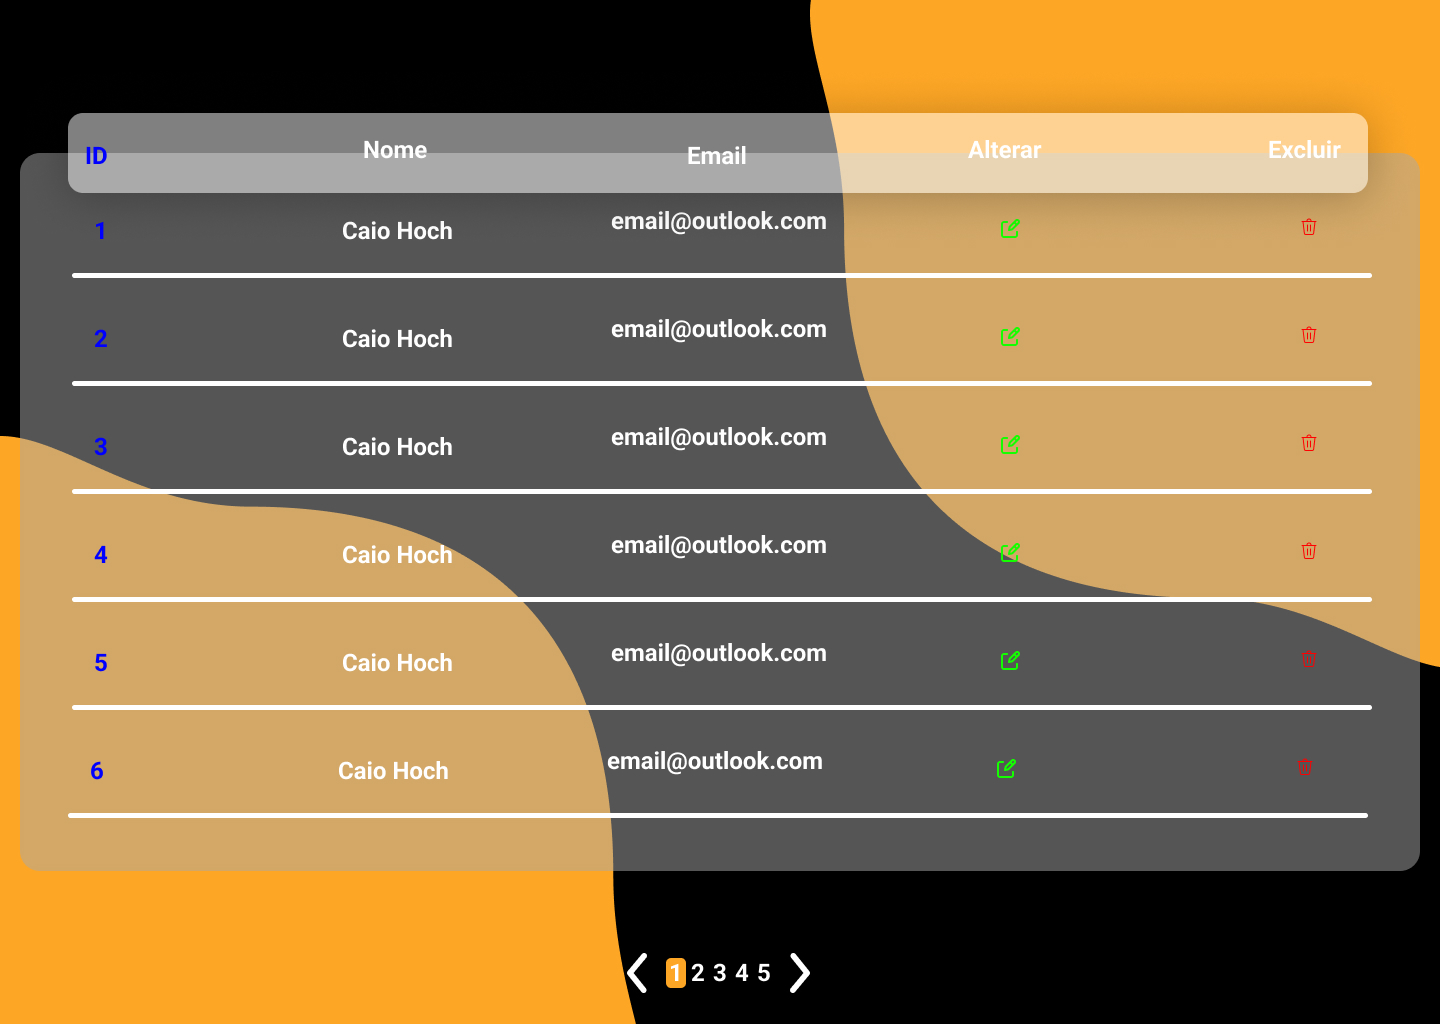 ID Nome Email Alterar Excluir
1 Caio Hoch email@outlook.com
2 Caio Hoch email@outlook.com
3 Caio Hoch email@outlook.com
4 Caio Hoch email@outlook.com
5 Caio Hoch email@outlook.com
6 Caio Hoch email@outlook.com
1 2 3 4 5